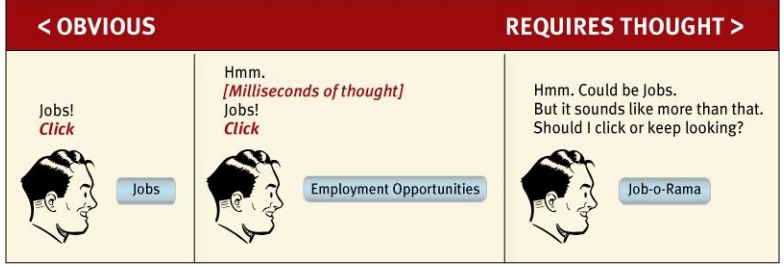 < OBVIOUS
REQUIRES THOUGHT >
Jobs!
Click
Jobs
Hmm.
[Milliseconds of thought]
Jobs!
Click
Employment Opportunities
Hmm. Could be Jobs.
But it sounds like more than that.
Should I click or keep looking?
Job-o-Rama